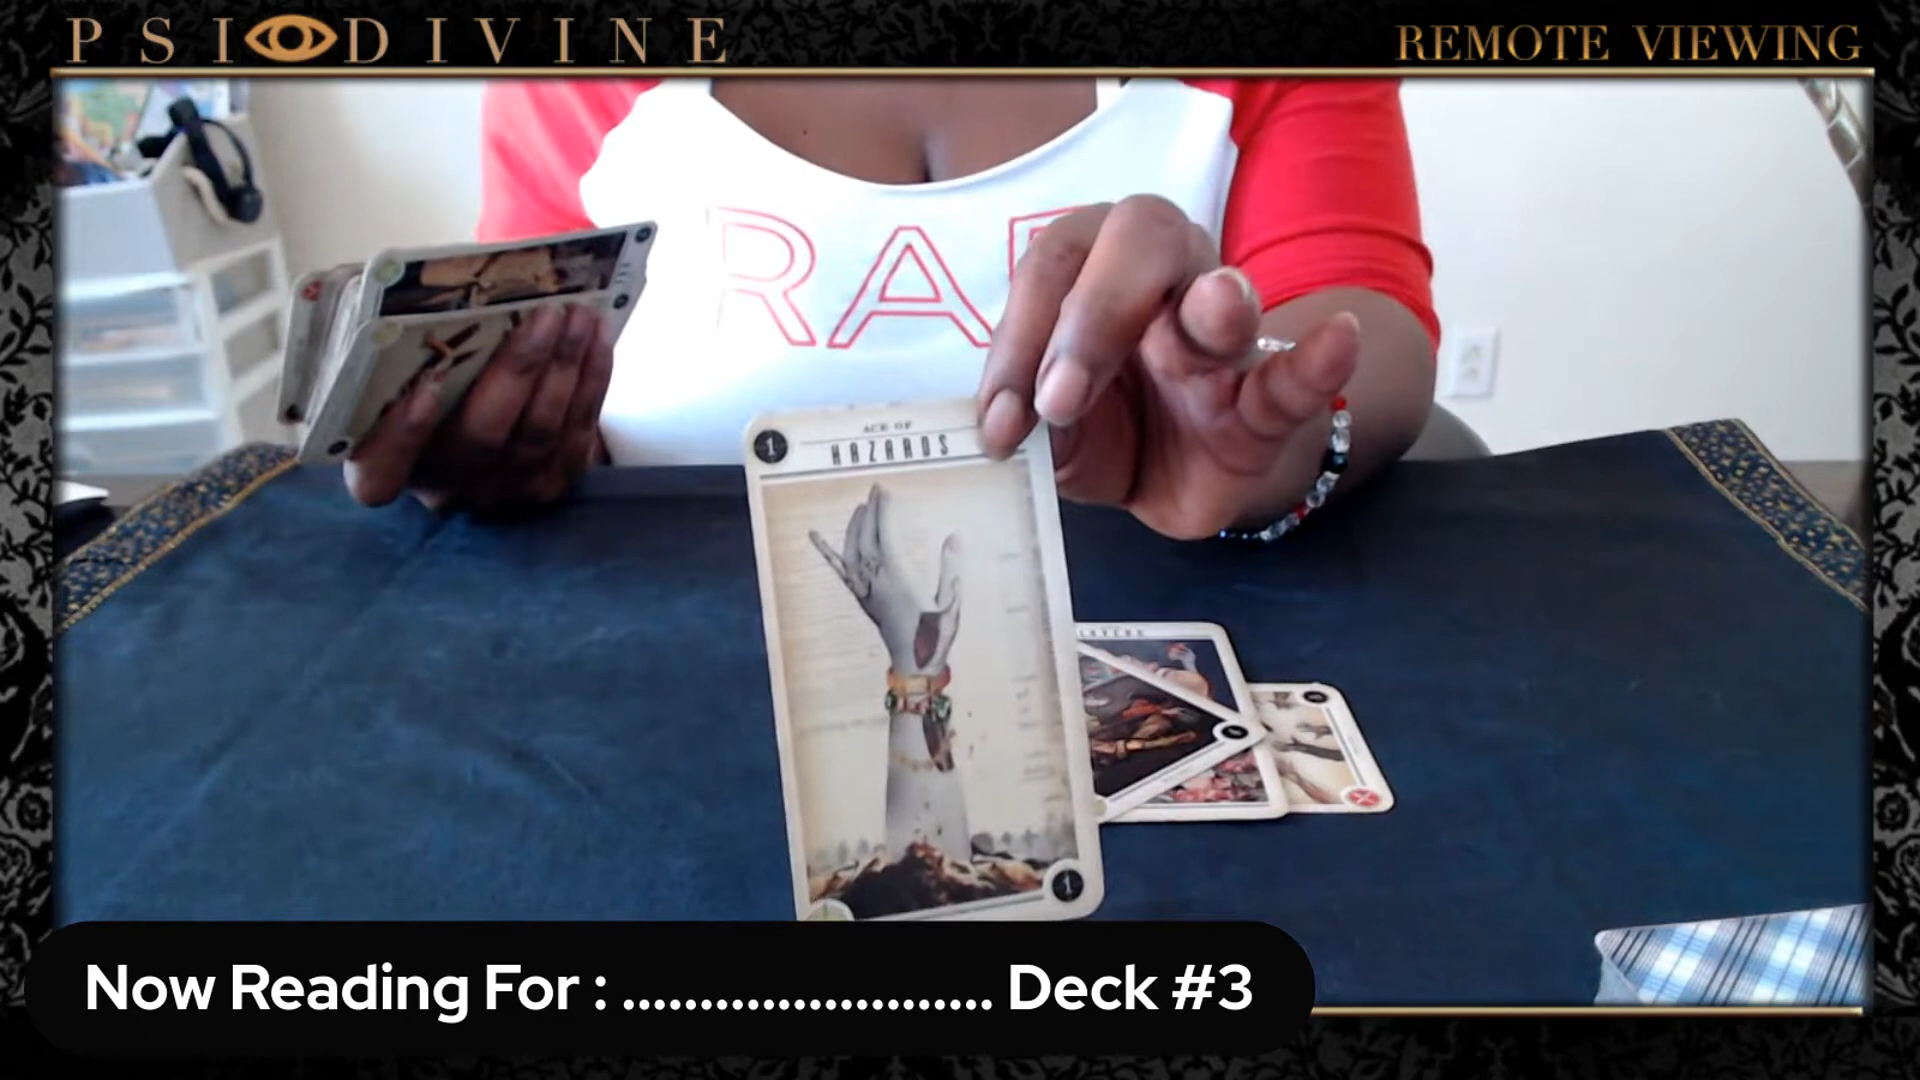 PSI DIVINE
REMOTE VIEWING
RA
1
ACE OF
HAZARDS
1
Now Reading For : ....................... Deck #3